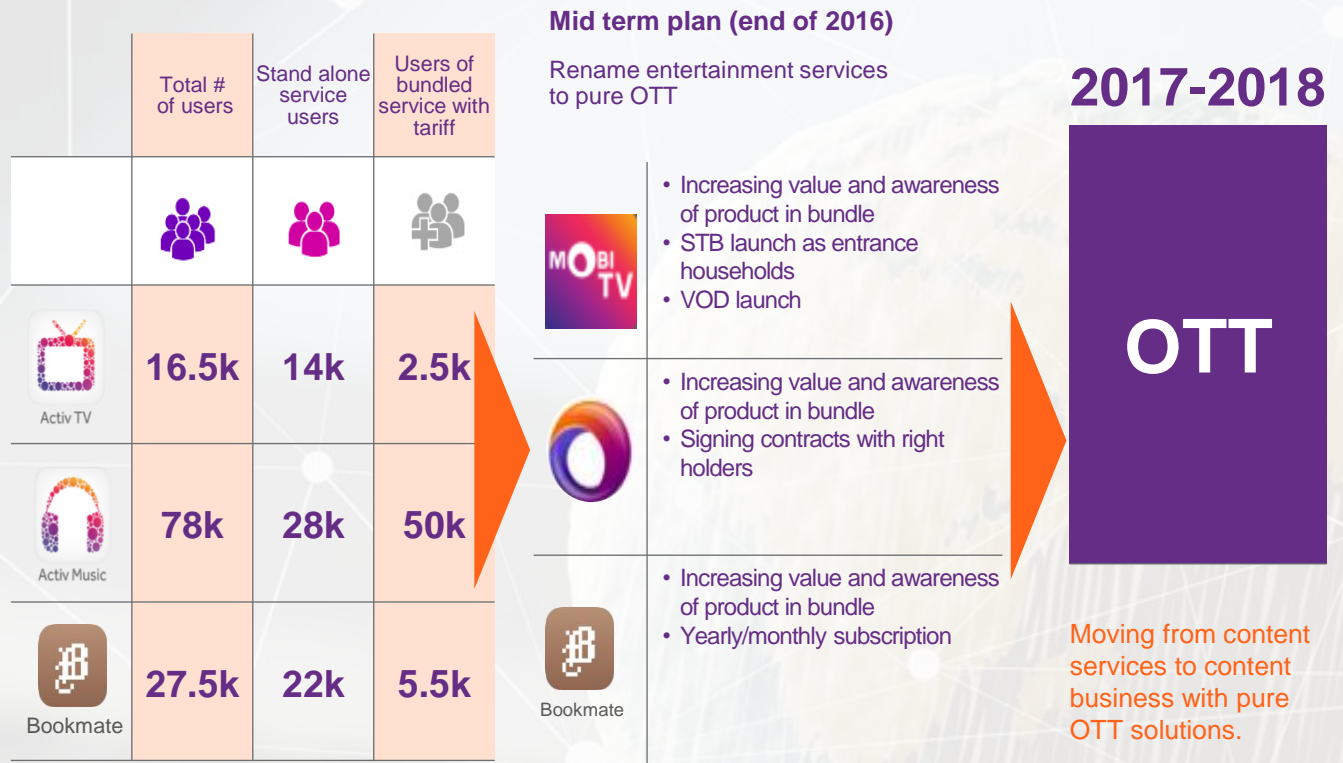 Total #
of users
Stand alone
service
users
Users of
bundled
service with
tariff
Activ TV
16.5k
14k
2.5k
Activ Music
78k
28k
50k
Bookmate
27.5k
22k
5.5k
Mid term plan (end of 2016)
Rename entertainment services
to pure OTT
MOBI
TV
• Increasing value and awareness
of product in bundle
• STB launch as entrance
households
• VOD launch
• Increasing value and awareness
of product in bundle
• Signing contracts with right
holders
Bookmate
• Increasing value and awareness
of product in bundle
• Yearly/monthly subscription
2017-2018
OTT
Moving from content
services to content
business with pure
OTT solutions.